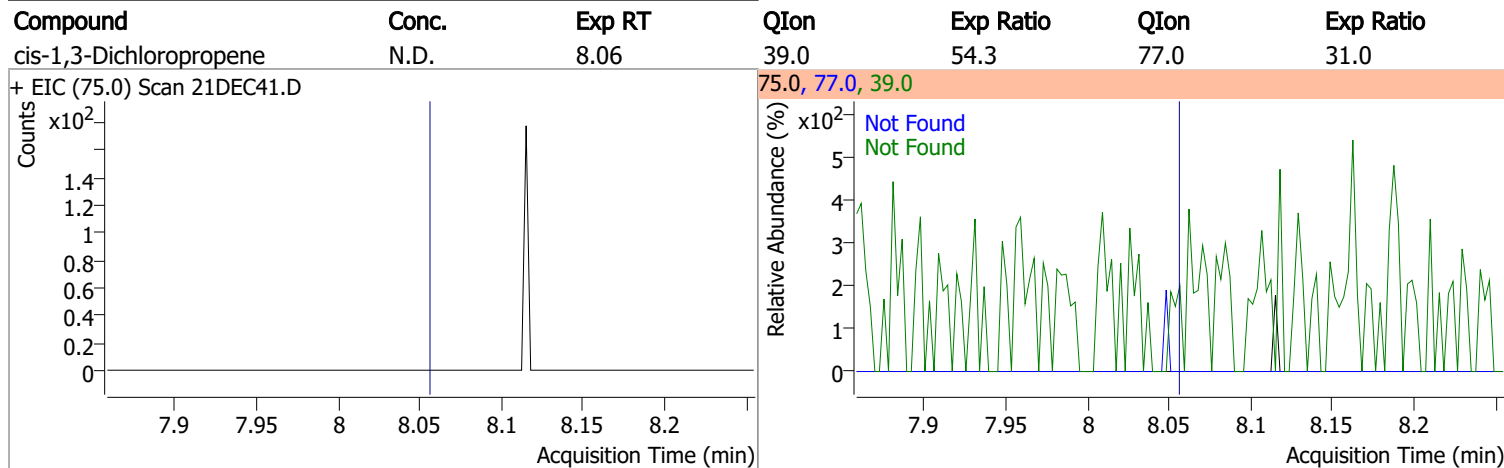 Compound Conc. Exp RT QIon Exp Ratio QIon Exp Ratio
cis-1,3-Dichloropropene N.D. 8.06 39.0 54.3 77.0 31.0
+ EIC (75.0) Scan 21DEC41.D
Counts
x10²
1.4
1.2
1
0.8
0.6
0.4
0.2
0
7.9 7.95 8 8.05 8.1 8.15 8.2
Acquisition Time (min)
75.0, 77.0, 39.0
Relative Abundance (%)
x10²
Not Found
Not Found
5
4
3
2
1
0
7.9 7.95 8 8.05 8.1 8.15 8.2
Acquisition Time (min)